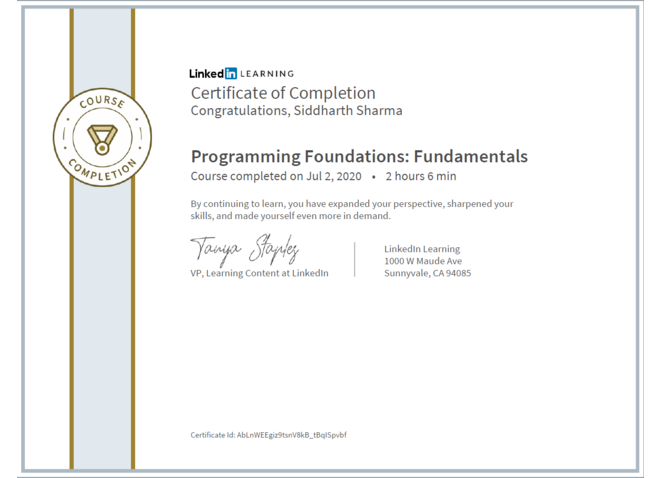 Linked in LEARNING
Certificate of Completion
Congratulations, Siddharth Sharma
COURSE
COMPLETION
Programming Foundations: Fundamentals
Course completed on Jul 2, 2020 • 2 hours 6 min
By continuing to learn, you have expanded your perspective, sharpened your
skills, and made yourself even more in demand.
Tanya Staples
VP, Learning Content at LinkedIn
LinkedIn Learning
1000 W Maude Ave
Sunnyvale, CA 94085
Certificate Id: AbLnWEEgiz9tsnV8kB_tBqISpvbf